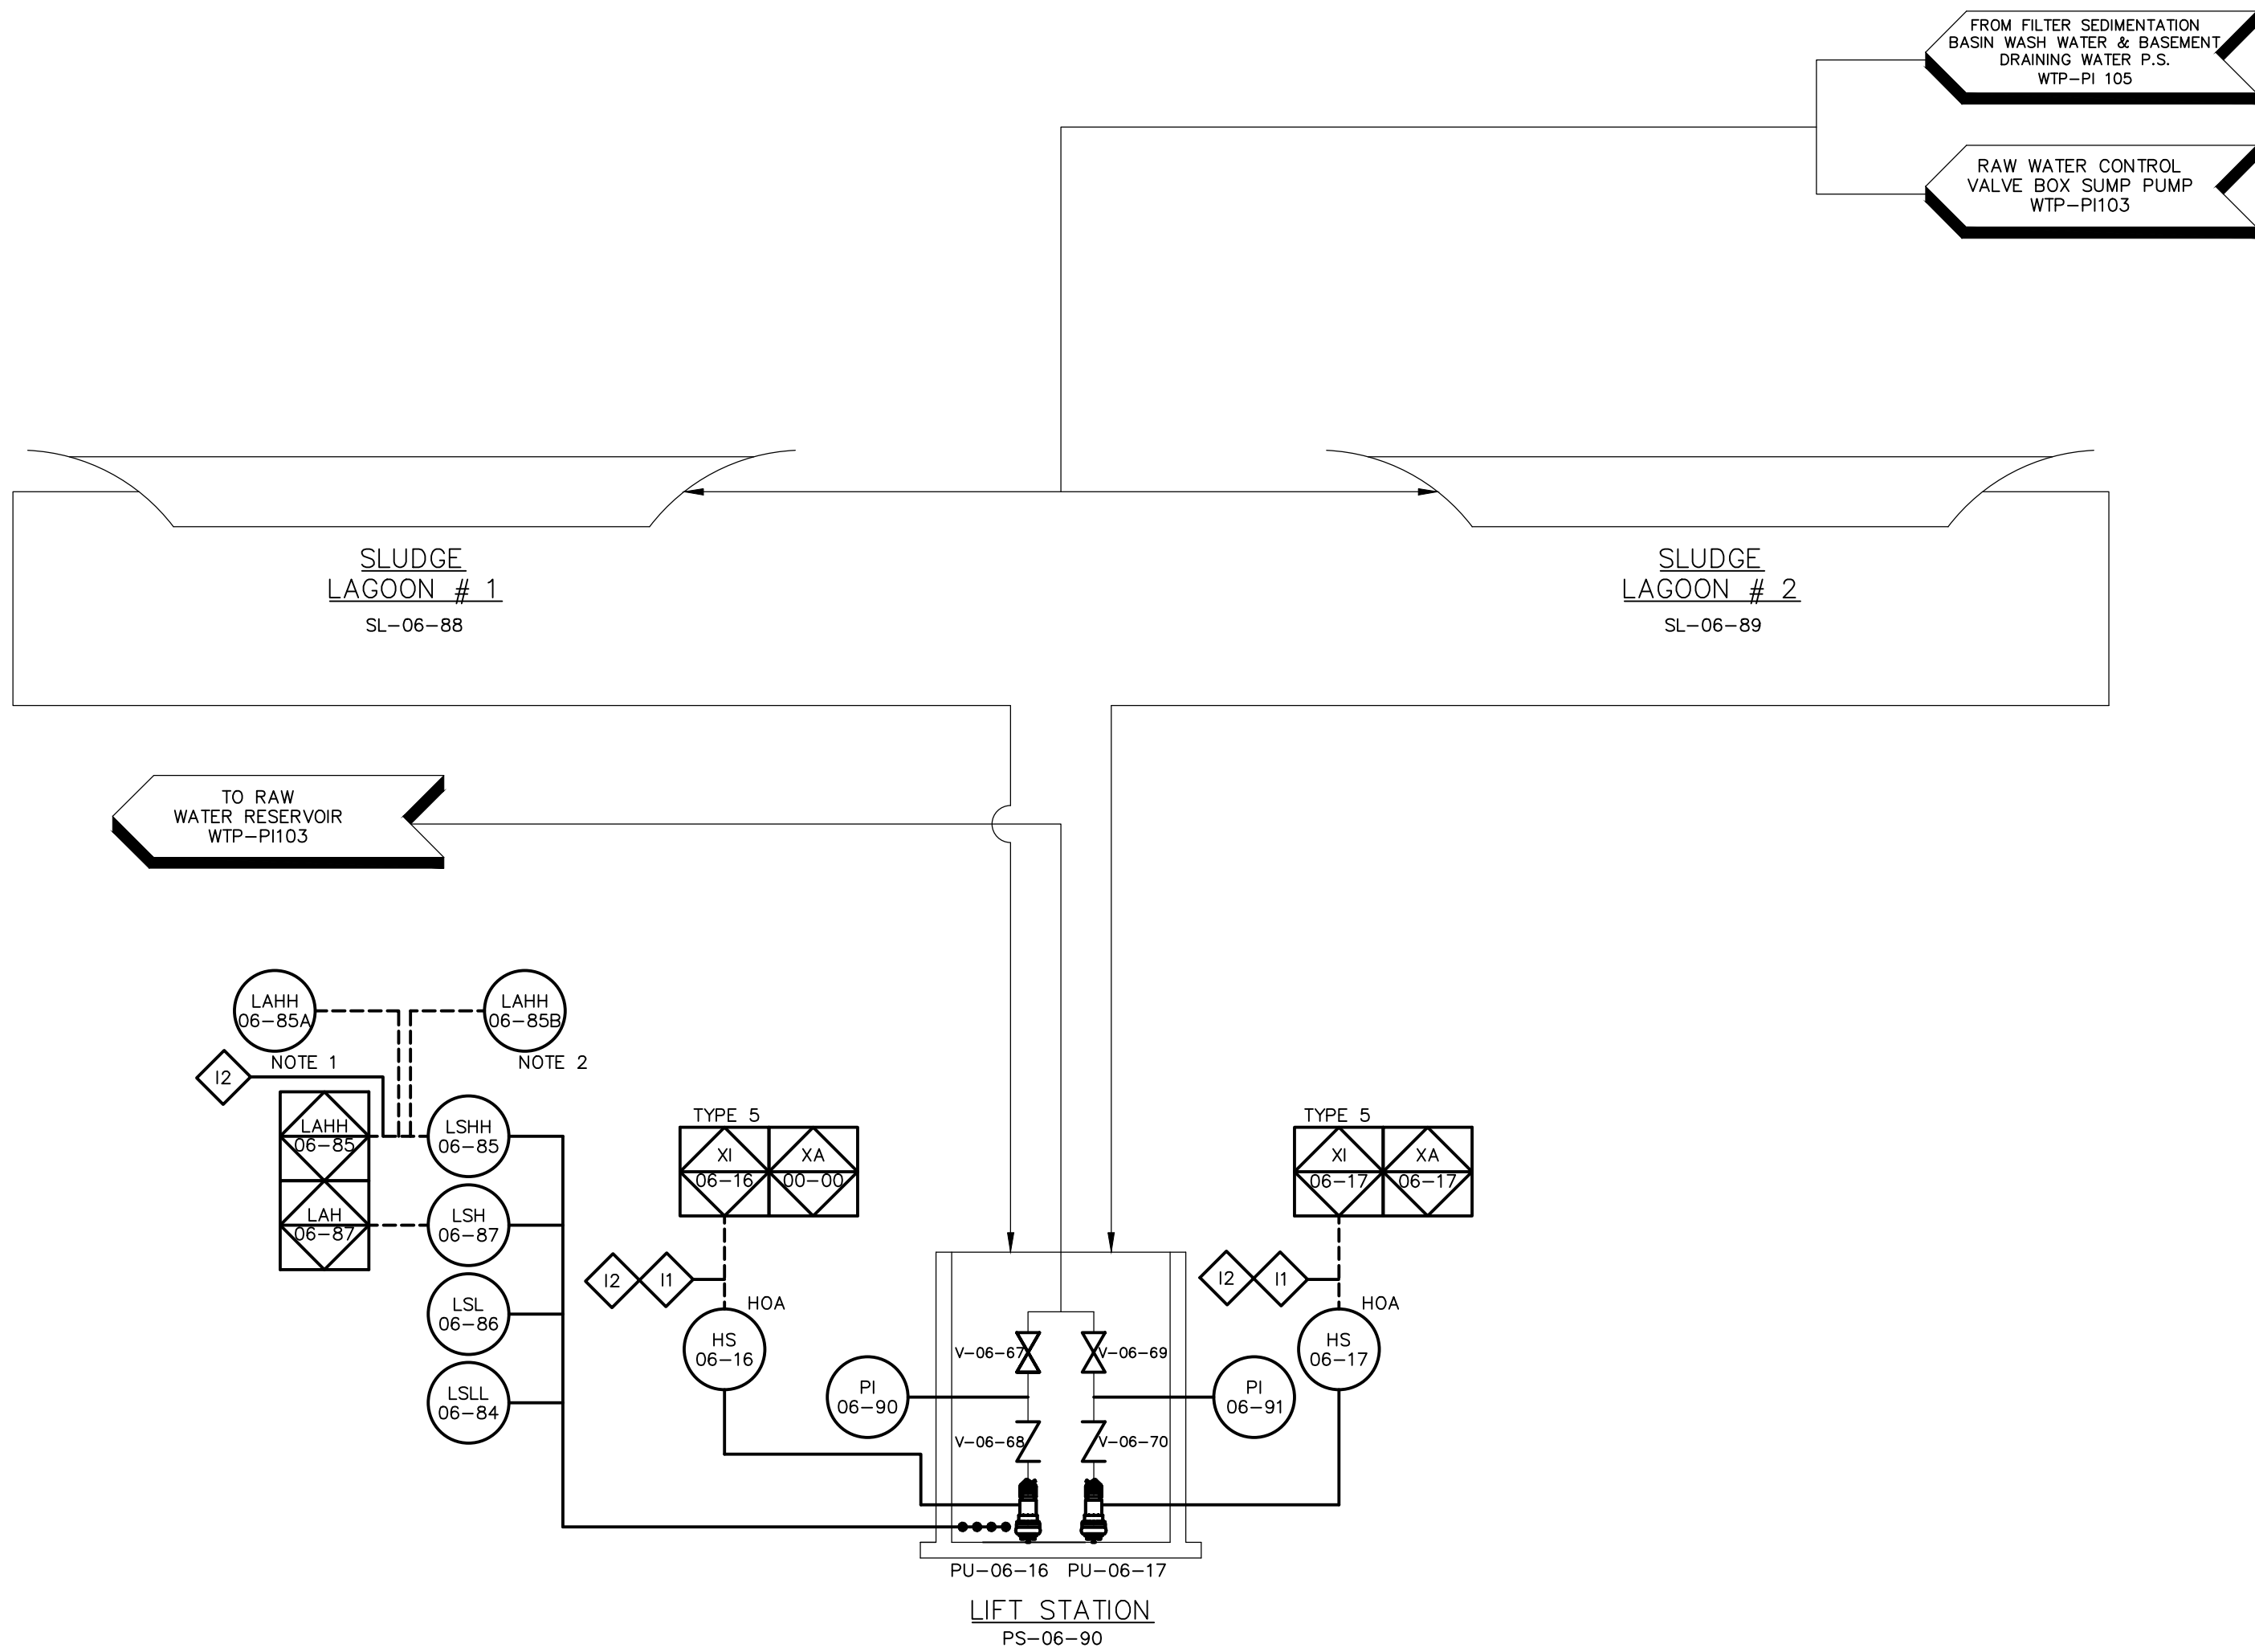 FROM FILTER SEDIMENTATION
BASIN WASH WATER & BASEMENT
DRAINING WATER P.S.
WTP-PI 105
RAW WATER CONTROL
VALVE BOX SUMP PUMP
WTP-PI103
SLUDGE
LAGOON # 1
SL-06-88
SLUDGE
LAGOON # 2
SL-06-89
TO RAW
WATER RESERVOIR
WTP-PI103
LAHH
06-85A
NOTE 1
LAHH
06-85B
NOTE 2
I2
LAHH
06-85
LSHH
06-85
LAH
06-87
LSH
06-87
LSL
06-86
LSLL
06-84
TYPE 5
XI
06-16
XA
00-00
I2
I1
HOA
HS
06-16
TYPE 5
XI
06-17
XA
06-17
I2
I1
HOA
HS
06-17
V-06-67
V-06-69
PI
06-90
PI
06-91
V-06-68
V-06-70
PU-06-16
PU-06-17
LIFT STATION
PS-06-90